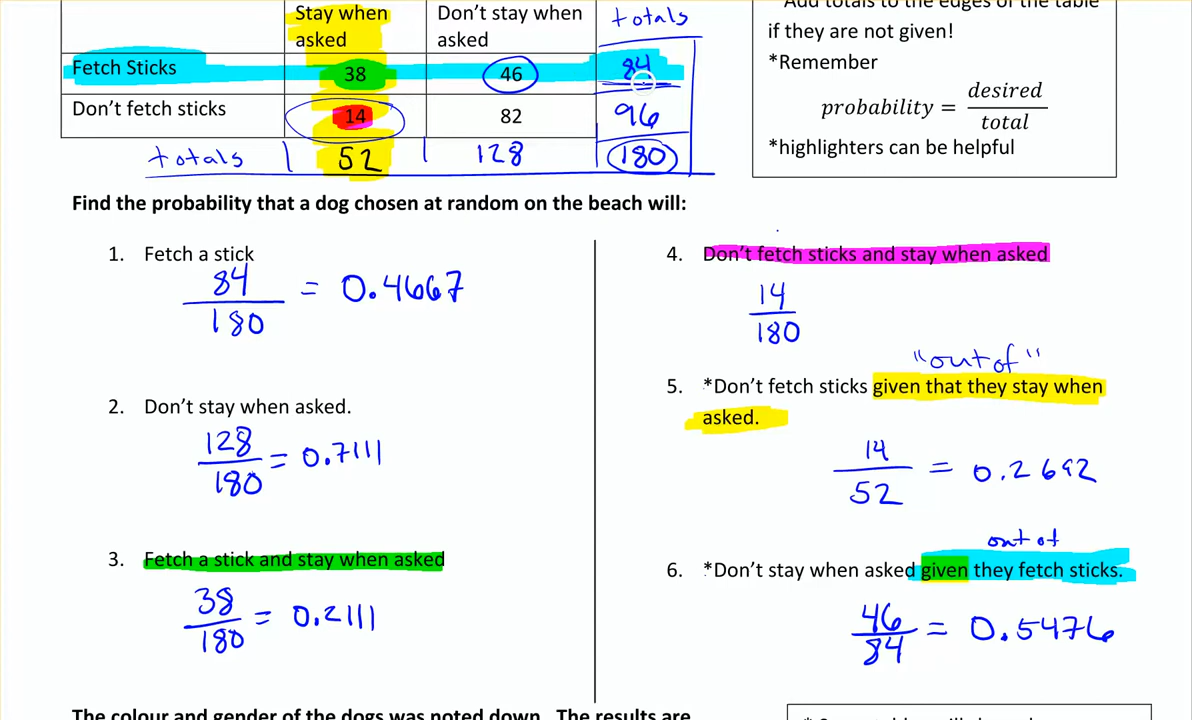 Stay when asked
Don't stay when asked
totals
Fetch Sticks
38
46
84
Don't fetch sticks
14
82
96
totals
52
128
180
Add totals to the edges of the table
if they are not given!
*Remember
probability = desired / total
*highlighters can be helpful
Find the probability that a dog chosen at random on the beach will:
1. Fetch a stick
84 / 180 = 0.4667
2. Don't stay when asked.
128 / 180 = 0.7111
3. Fetch a stick and stay when asked
38 / 180 = 0.2111
4. Don't fetch sticks and stay when asked
14 / 180
"out of"
5. *Don't fetch sticks given that they stay when
asked.
14 / 52 = 0.2692
out of
6. *Don't stay when asked given they fetch sticks.
46 / 84 = 0.5476
The colour and gender of the dogs was noted down. The results are